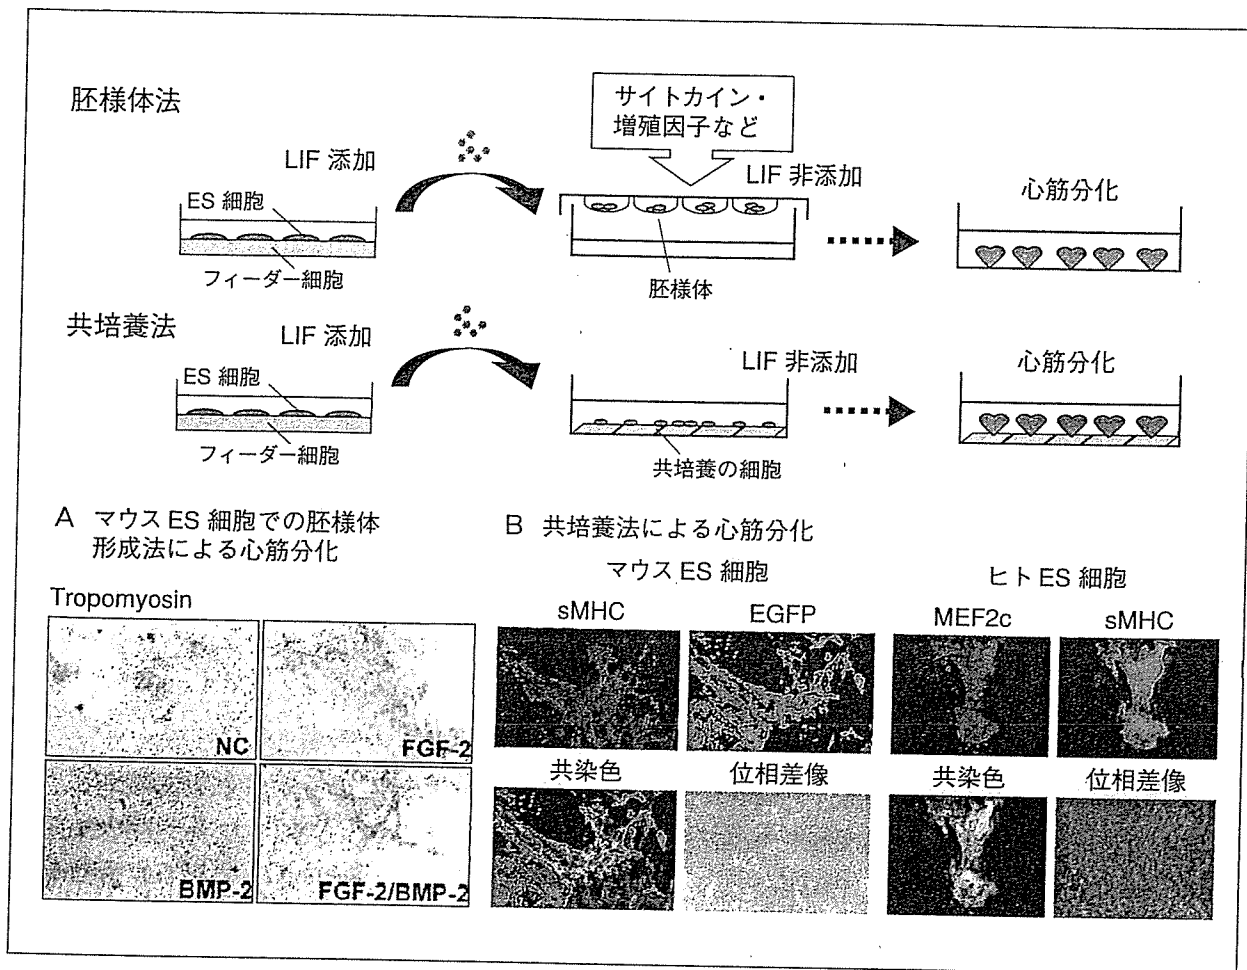 胚様体法
サイトカイン・
増殖因子など
LIF 添加
LIF 非添加
心筋分化
ES 細胞
フィーダー細胞
胚様体
共培養法
LIF 添加
LIF 非添加
心筋分化
ES 細胞
フィーダー細胞
共培養の細胞
A マウス ES 細胞での胚様体
形成法による心筋分化
Tropomyosin
NC
FGF-2
BMP-2
FGF-2/BMP-2
B 共培養法による心筋分化
マウス ES 細胞
sMHC
EGFP
共染色
位相差像
ヒト ES 細胞
MEF2c
sMHC
共染色
位相差像